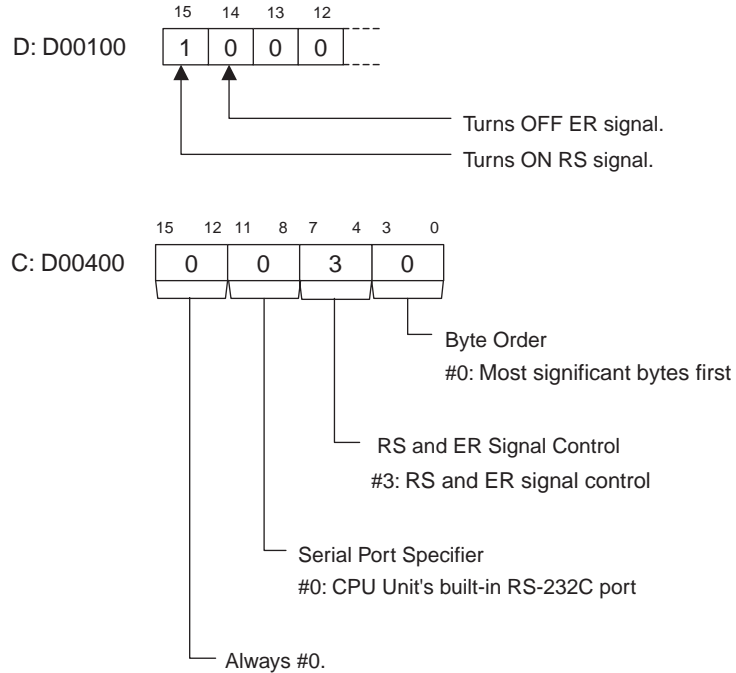 15 14 13 12
D: D00100 1 0 0 0
Turns OFF ER signal.
Turns ON RS signal.
15 12 11 8 7 4 3 0
C: D00400 0 0 3 0
Byte Order
#0: Most significant bytes first
RS and ER Signal Control
#3: RS and ER signal control
Serial Port Specifier
#0: CPU Unit's built-in RS-232C port
Always #0.